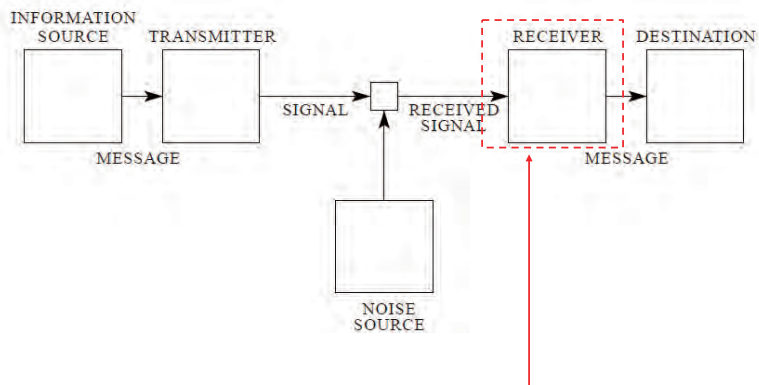 INFORMATION
SOURCE
TRANSMITTER
RECEIVER
DESTINATION
SIGNAL
RECEIVED
SIGNAL
MESSAGE
MESSAGE
NOISE
SOURCE